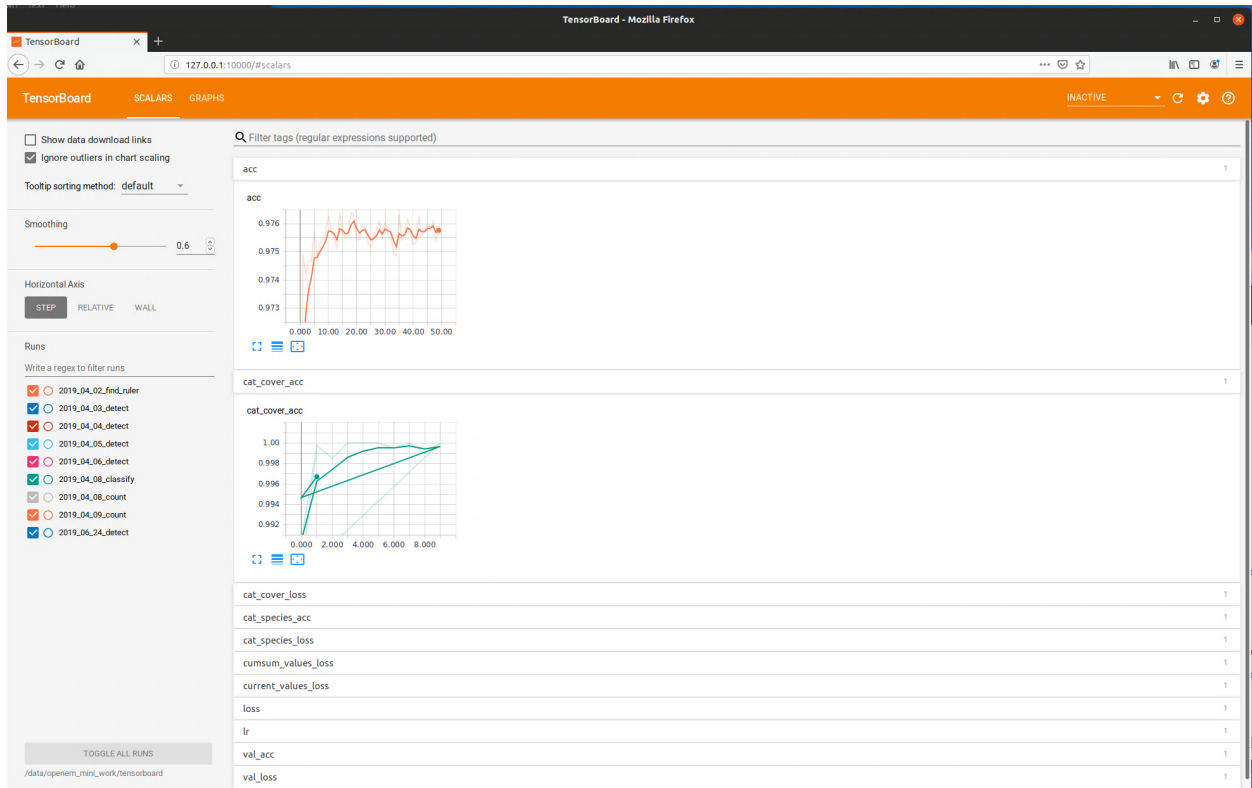 TensorBoard - Mozilla Firefox
TensorBoard
127.0.0.1:10000/#scalars
TensorBoard SCALARS GRAPHS INACTIVE
Show data download links
Ignore outliers in chart scaling
Tooltip sorting method: default
Smoothing
0.6
Horizontal Axis
STEP RELATIVE WALL
Runs
Write a regex to filter runs
2019_04_02_find_ruler
2019_04_03_detect
2019_04_04_detect
2019_04_05_detect
2019_04_06_detect
2019_04_08_classify
2019_04_08_count
2019_04_09_count
2019_06_24_detect
TOGGLE ALL RUNS
/data/openem_mini_work/tensorboard
Filter tags (regular expressions supported)
acc 1
acc
0.976
0.975
0.974
0.973
0.000 10.00 20.00 30.00 40.00 50.00
cat_cover_acc 1
cat_cover_acc
1.00
0.998
0.996
0.994
0.992
0.000 2.000 4.000 6.000 8.000
cat_cover_loss 1
cat_species_acc 1
cat_species_loss 1
cumsum_values_loss 1
current_values_loss 1
loss 1
lr 1
val_acc 1
val_loss 1